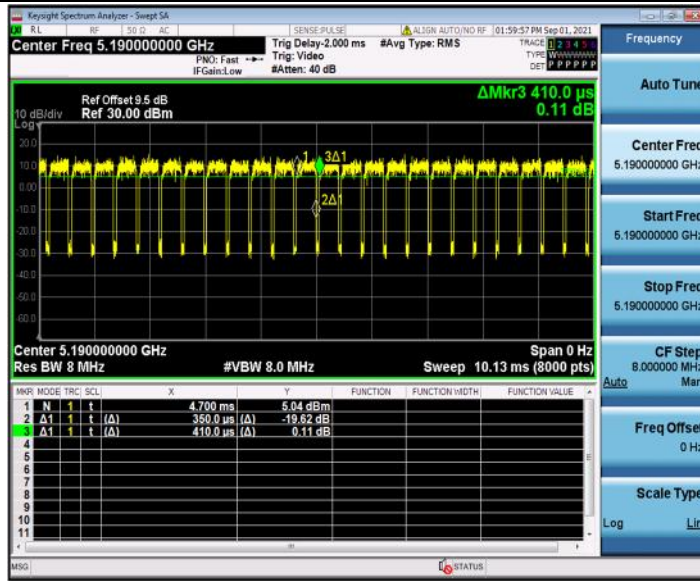 Keysight Spectrum Analyzer - Swept SA
RL RF 50 Ω AC SENSE:PULSE ALIGN AUTO/NO RF 01:59:57 PM Sep 01, 2021
Center Freq 5.190000000 GHz
PNO: Fast
IFGain:Low
Trig Delay-2.000 ms
Trig: Video
#Atten: 40 dB
#Avg Type: RMS
TRACE 1 2 3 4 5 6
TYPE
DET P P P P P P
Frequency
Auto Tune
Center Freq
5.190000000 GHz
Start Freq
5.190000000 GHz
Stop Freq
5.190000000 GHz
CF Step
8.000000 MHz
Auto Man
Freq Offset
0 Hz
Scale Type
Log Lin
ΔMkr3 410.0 µs
0.11 dB
Ref Offset 9.5 dB
10 dB/div Ref 30.00 dBm
Log
20.0
10.0
0.00
-10.0
-20.0
-30.0
-40.0
-50.0
-60.0
1
3Δ1
2Δ1
Center 5.190000000 GHz Span 0 Hz
Res BW 8 MHz #VBW 8.0 MHz Sweep 10.13 ms (8000 pts)
MKR MODE TRC SCL X Y FUNCTION FUNCTION WIDTH FUNCTION VALUE
1 N 1 t 4.700 ms 5.04 dBm
2 Δ1 1 t (Δ) 350.0 µs (Δ) -19.62 dB
3 Δ1 1 t (Δ) 410.0 µs (Δ) 0.11 dB
4
5
6
7
8
9
10
11
MSG STATUS